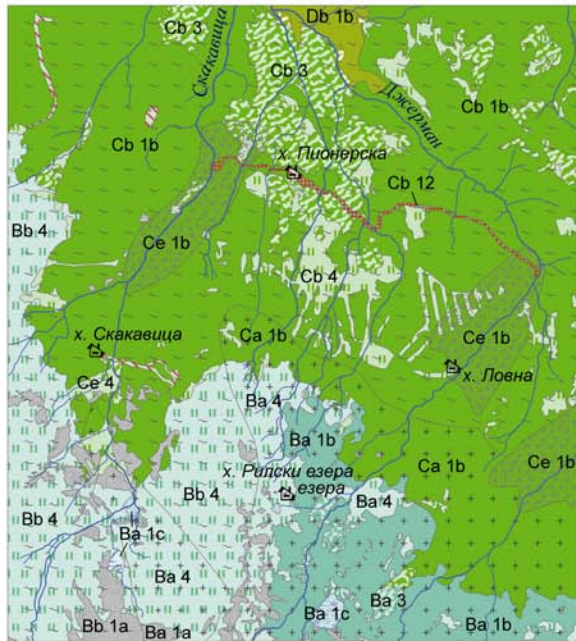 Db 1b
Cb 3
Скакавица
Cb 3
Cb 1b
Джерман
Cb 1b
х. Пионерска
Cb 12
Bb 4
Ce 1b
Cb 4
Ce 1b
х. Скакавица
Ca 1b
х. Ловна
Ce 4
Ba 4
Ba 1b
Ca 1b
Ce 1b
х. Рилски езера
езера
Bb 4
Ba 4
Bb 4
Ba 1c
Ba 4
Ba 3
Bb 1a
Ba 1a
Ba 1c
Ba 1b